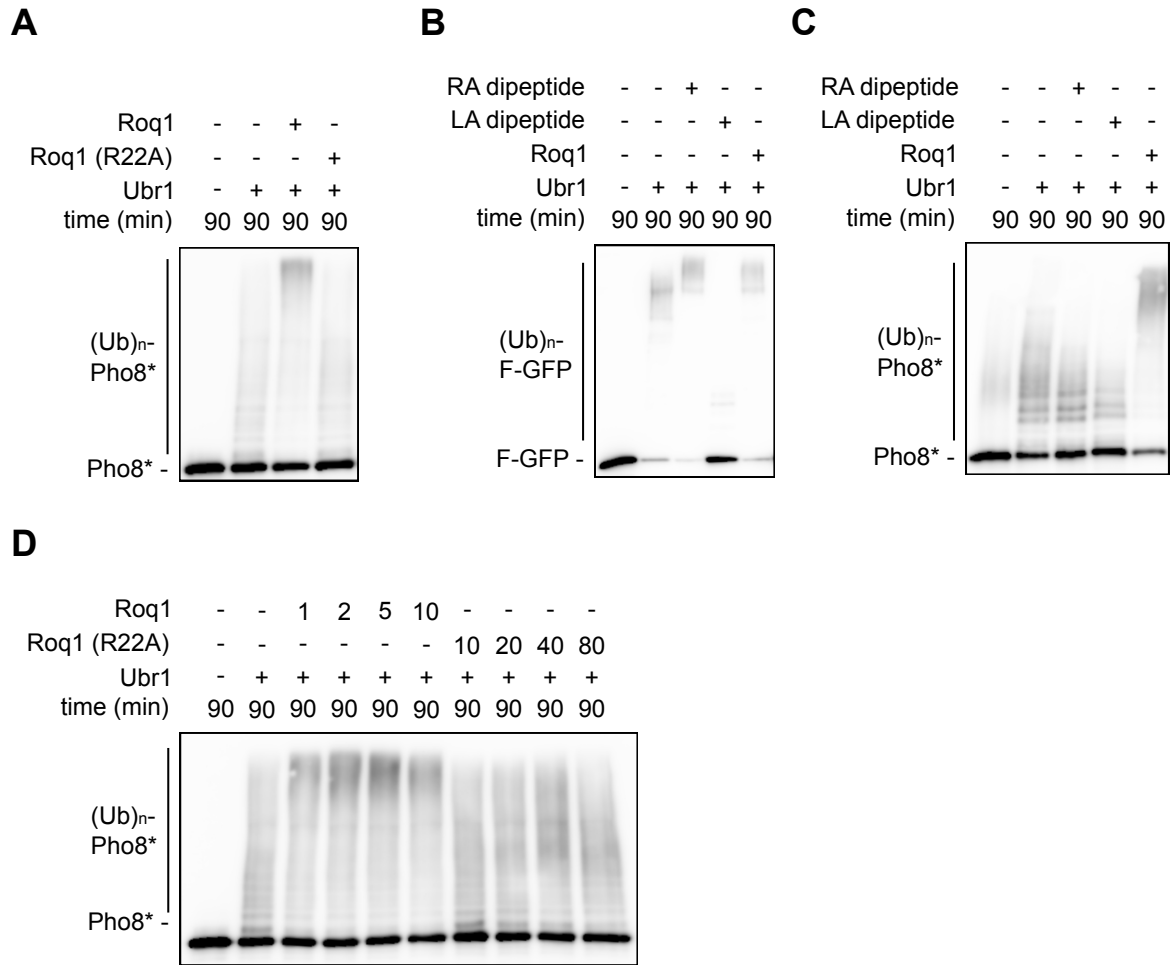 A
Roq1 - - + -
Roq1 (R22A) - - - +
Ubr1 - + + +
time (min) 90 90 90 90
(Ub)n-
Pho8*
Pho8* -
B
RA dipeptide - - + - -
LA dipeptide - - - + -
Roq1 - - - - +
Ubr1 - + + + +
time (min) 90 90 90 90 90
(Ub)n-
F-GFP
F-GFP -
C
RA dipeptide - - + - -
LA dipeptide - - - + -
Roq1 - - - - +
Ubr1 - + + + +
time (min) 90 90 90 90 90
(Ub)n-
Pho8*
Pho8* -
D
Roq1 - - 1 2 5 10 - - - -
Roq1 (R22A) - - - - - - 10 20 40 80
Ubr1 - + + + + + + + + +
time (min) 90 90 90 90 90 90 90 90 90 90
(Ub)n-
Pho8*
Pho8* -